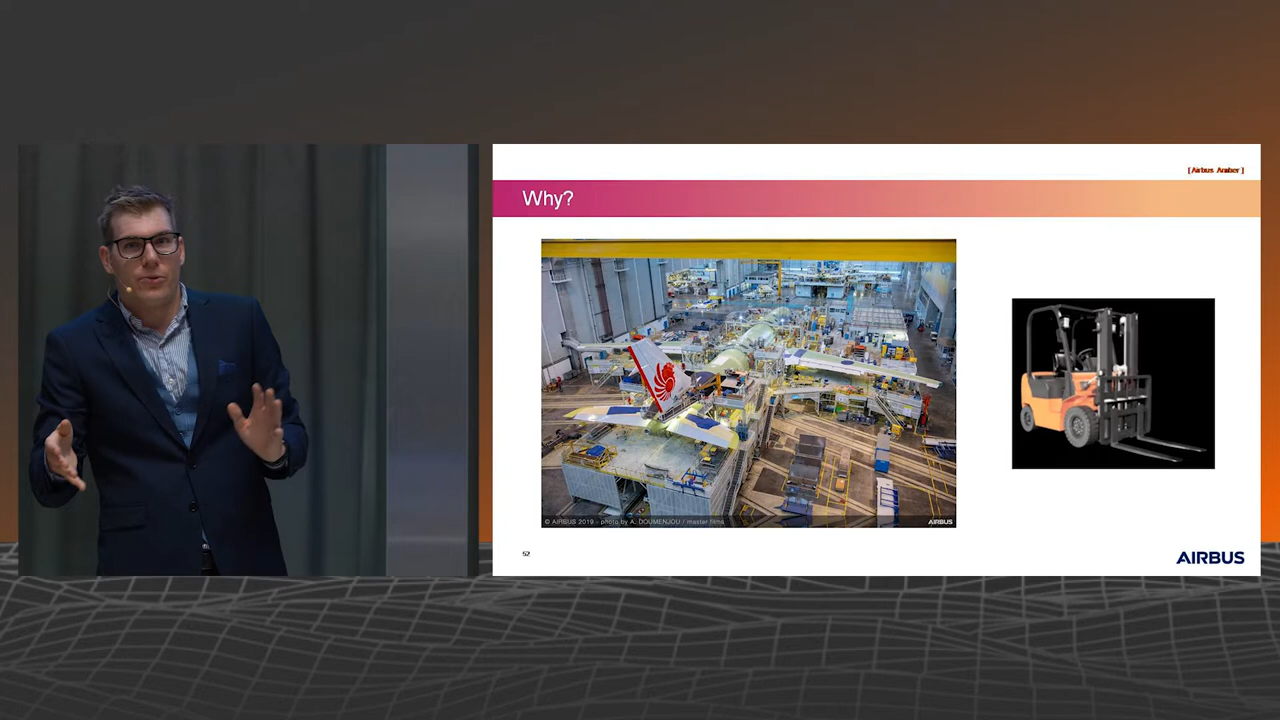 [Airbus Amber]
Why?
© AIRBUS 2019 - photo by A. DOUMENJOU / master films
AIRBUS
52
AIRBUS